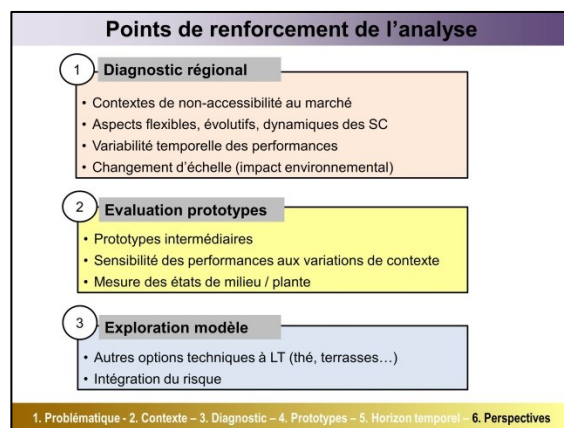 Points de renforcement de l’analyse
1 Diagnostic régional
• Contextes de non-accessibilité au marché
• Aspects flexibles, évolutifs, dynamiques des SC
• Variabilité temporelle des performances
• Changement d’échelle (impact environnemental)
2 Evaluation prototypes
• Prototypes intermédiaires
• Sensibilité des performances aux variations de contexte
• Mesure des états de milieu / plante
3 Exploration modèle
• Autres options techniques à LT (thé, terrasses…)
• Intégration du risque
1. Problématique - 2. Contexte – 3. Diagnostic – 4. Prototypes – 5. Horizon temporel – 6. Perspectives